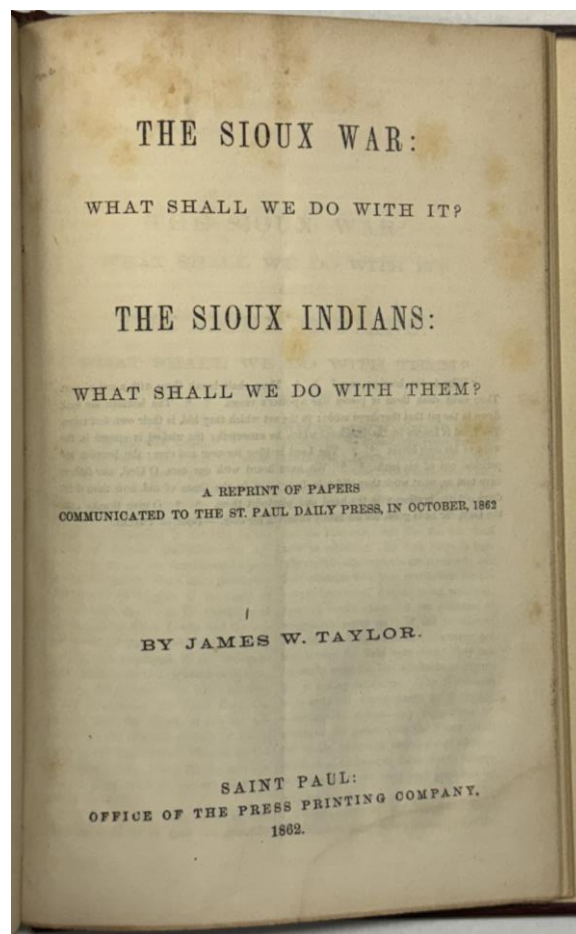 THE SIOUX WAR:
WHAT SHALL WE DO WITH IT?
THE SIOUX INDIANS:
WHAT SHALL WE DO WITH THEM?
A REPRINT OF PAPERS
COMMUNICATED TO THE ST. PAUL DAILY PRESS, IN OCTOBER, 1862
BY JAMES W. TAYLOR.
SAINT PAUL:
OFFICE OF THE PRESS PRINTING COMPANY.
1862.